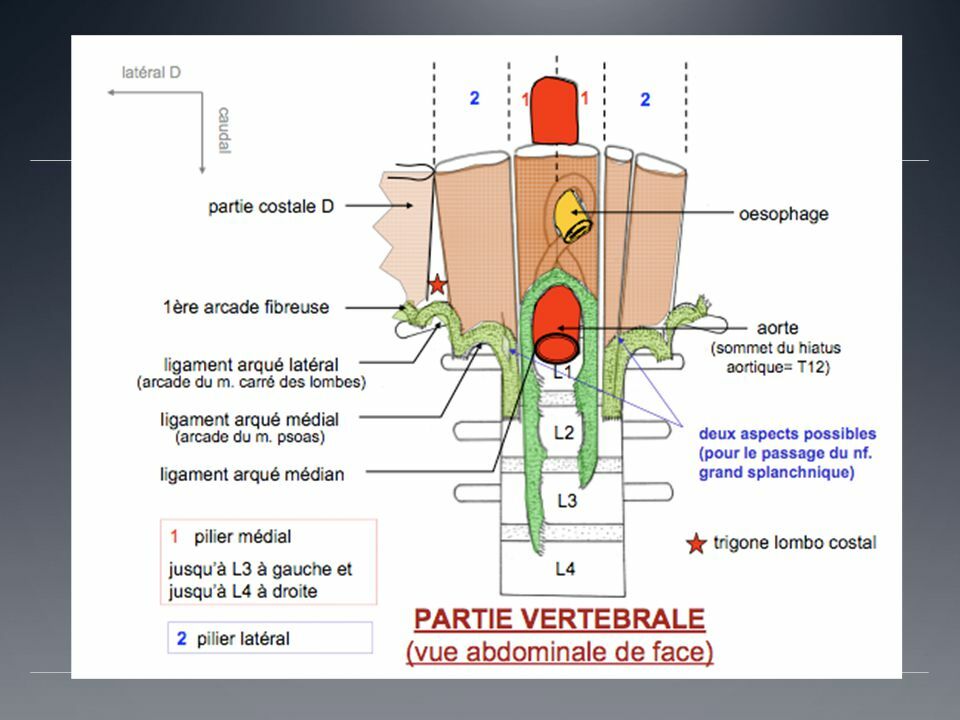 latéral D
caudal
2
1
1
2
partie costale D
oesophage
1ère arcade fibreuse
aorte
(sommet du hiatus
aortique= T12)
ligament arqué latéral
(arcade du m. carré des lombes)
ligament arqué médial
(arcade du m. psoas)
ligament arqué médian
L1
L2
L3
L4
deux aspects possibles
(pour le passage du nf.
grand splanchnique)
trigone lombo costal
1 pilier médial
jusqu'à L3 à gauche et
jusqu'à L4 à droite
2 pilier latéral
PARTIE VERTEBRALE
(vue abdominale de face)